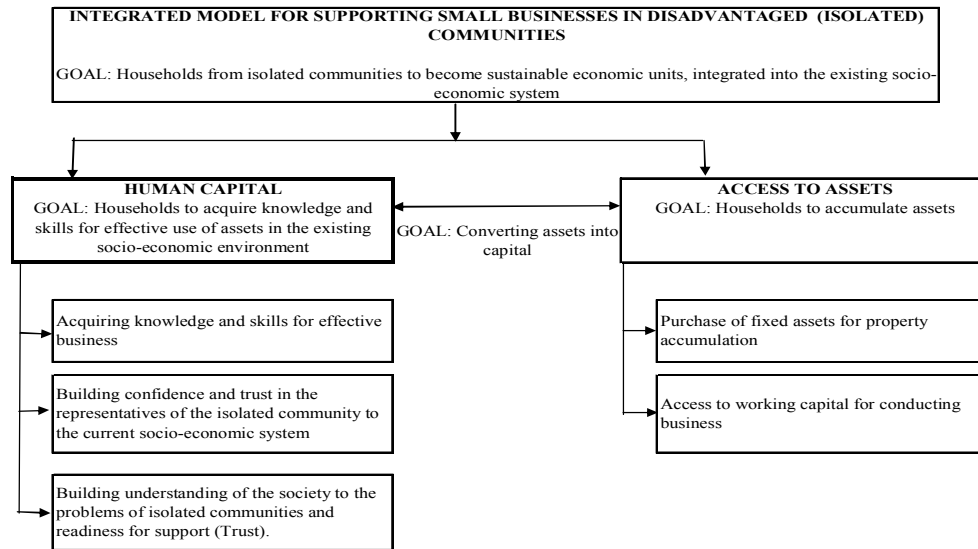 INTEGRATED MODEL FOR SUPPORTING SMALL BUSINESSES IN DISADVANTAGED (ISOLATED)
COMMUNITIES
GOAL: Households from isolated communities to become sustainable economic units, integrated into the existing socio-
economic system
HUMAN CAPITAL
GOAL: Households to acquire knowledge and
skills for effective use of assets in the existing
socio-economic environment
GOAL: Converting assets into
capital
ACCESS TO ASSETS
GOAL: Households to accumulate assets
Acquiring knowledge and skills for effective
business
Building confidence and trust in the
representatives of the isolated community to
the current socio-economic system
Building understanding of the society to the
problems of isolated communities and
readiness for support (Trust).
Purchase of fixed assets for property
accumulation
Access to working capital for conducting
business